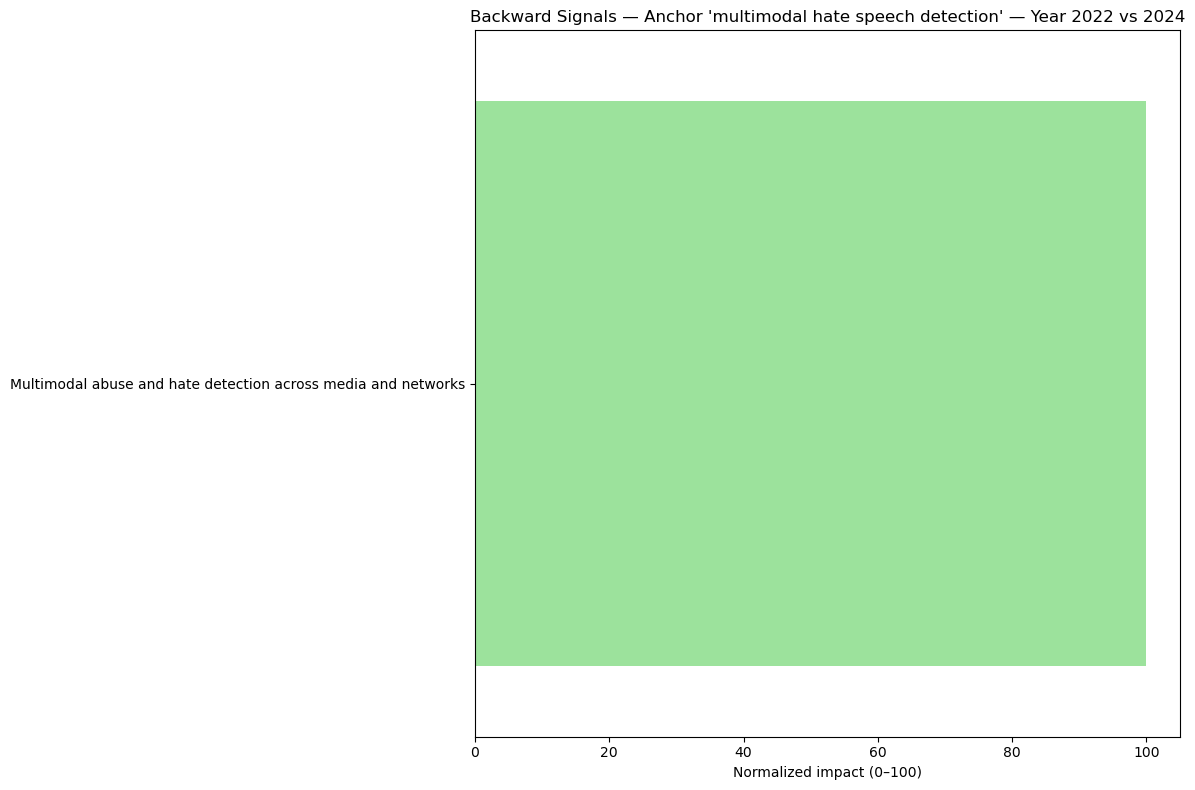 Backward Signals — Anchor 'multimodal hate speech detection' — Year 2022 vs 2024
Multimodal abuse and hate detection across media and networks
0 20 40 60 80 100
Normalized impact (0–100)